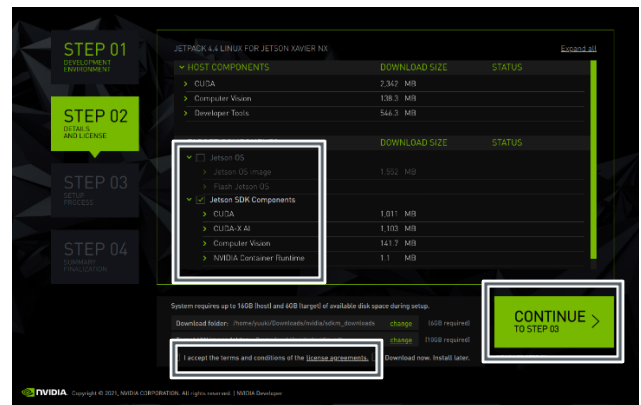 STEP 01
DEVELOPMENT
ENVIRONMENT
STEP 02
DETAILS
AND LICENSE
STEP 03
SETUP
PROCESS
STEP 04
SUMMARY
FINALIZATION
JETPACK 4.4 LINUX FOR JETSON XAVIER NX
Expand all
HOST COMPONENTS DOWNLOAD SIZE STATUS
CUDA 2,342 MB
Computer Vision 138.3 MB
Developer Tools 546.3 MB
DOWNLOAD SIZE STATUS
Jetson OS
Jetson OS image 1,552 MB
Flash Jetson OS
Jetson SDK Components
CUDA 1,011 MB
CUDA-X AI 1,103 MB
Computer Vision 141.7 MB
NVIDIA Container Runtime 1.1 MB
System requires up to 16GB (host) and 6GB (target) of available disk space during setup.
Download folder: /home/yuuki/Downloads/nvidia/sdkm_downloads change (6GB required)
change (10GB required)
I accept the terms and conditions of the license agreements. Download now. Install later.
CONTINUE >
TO STEP 03
NVIDIA. Copyright © 2021, NVIDIA CORPORATION. All rights reserved. | NVIDIA Developer